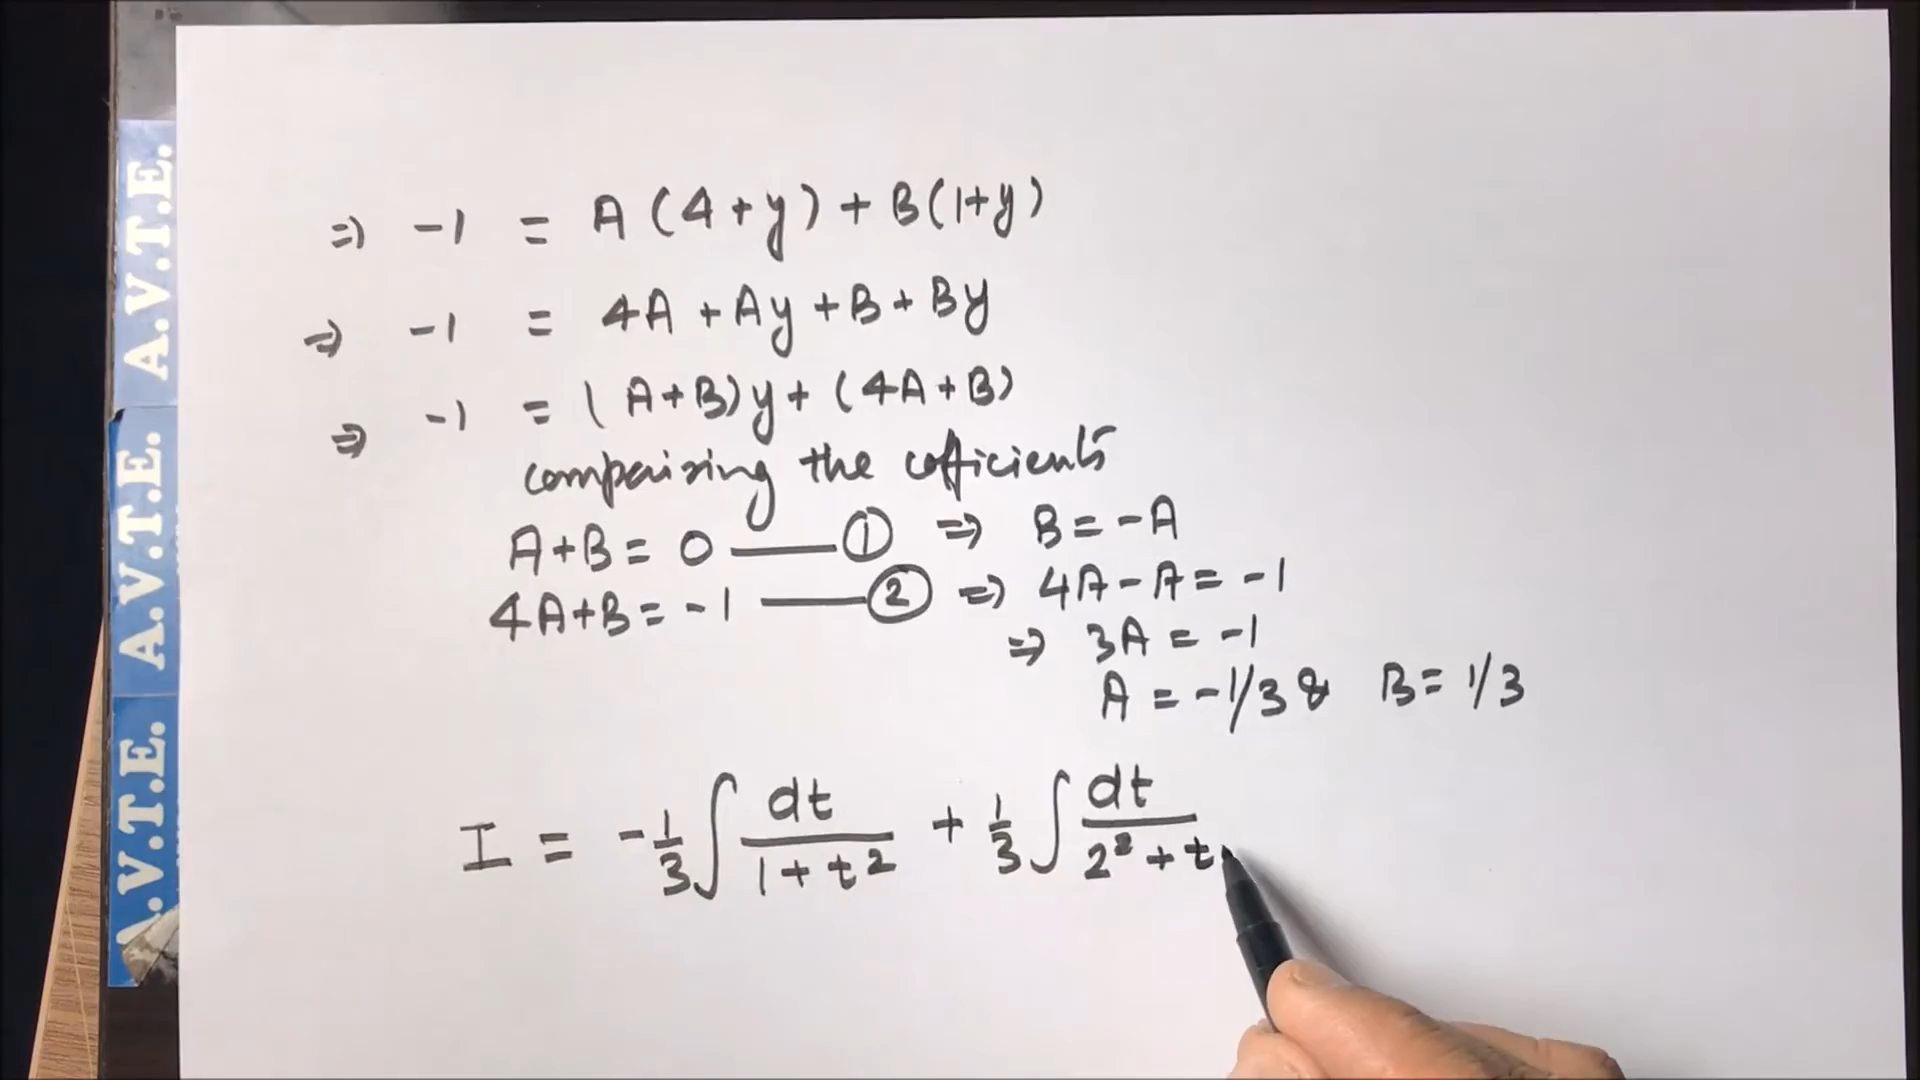 A.V.T.E.
A.V.T.E.
A.V.T.E.
⇒ -1 = A(4+y)+B(1+y)
⇒ -1 = 4A+Ay+B+By
⇒ -1 = (A+B)y+(4A+B)
compairing the cofficients
A+B= 0 —— ① ⇒ B=-A
4A+B= -1 —— ② ⇒ 4A-A= -1
⇒ 3A = -1
A = -1/3 & B= 1/3
I = -1/3 ∫ dt/(1+t²) + 1/3 ∫ dt/(2²+t